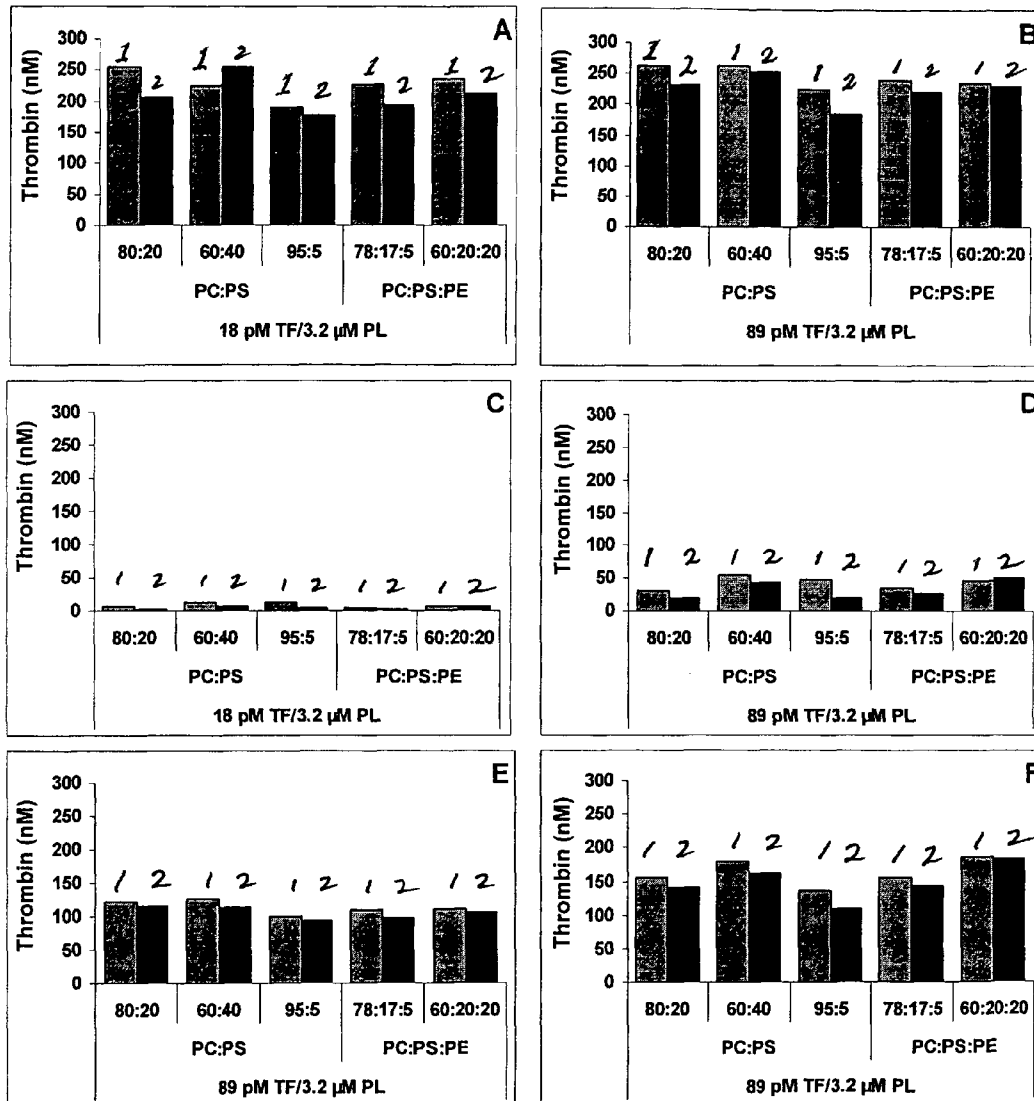 A
Thrombin (nM)
300
250
200
150
100
50
0
1 2 1 2 1 2 1 2 1 2
80:20 60:40 95:5 78:17:5 60:20:20
PC:PS PC:PS:PE
18 pM TF/3.2 µM PL
B
Thrombin (nM)
300
250
200
150
100
50
0
1 2 1 2 1 2 1 2 1 2
80:20 60:40 95:5 78:17:5 60:20:20
PC:PS PC:PS:PE
89 pM TF/3.2 µM PL
C
Thrombin (nM)
300
250
200
150
100
50
0
1 2 1 2 1 2 1 2 1 2
80:20 60:40 95:5 78:17:5 60:20:20
PC:PS PC:PS:PE
18 pM TF/3.2 µM PL
D
Thrombin (nM)
300
250
200
150
100
50
0
1 2 1 2 1 2 1 2 1 2
80:20 60:40 95:5 78:17:5 60:20:20
PC:PS PC:PS:PE
89 pM TF/3.2 µM PL
E
Thrombin (nM)
300
250
200
150
100
50
0
1 2 1 2 1 2 1 2 1 2
80:20 60:40 95:5 78:17:5 60:20:20
PC:PS PC:PS:PE
89 pM TF/3.2 µM PL
F
Thrombin (nM)
300
250
200
150
100
50
0
1 2 1 2 1 2 1 2 1 2
80:20 60:40 95:5 78:17:5 60:20:20
PC:PS PC:PS:PE
89 pM TF/3.2 µM PL